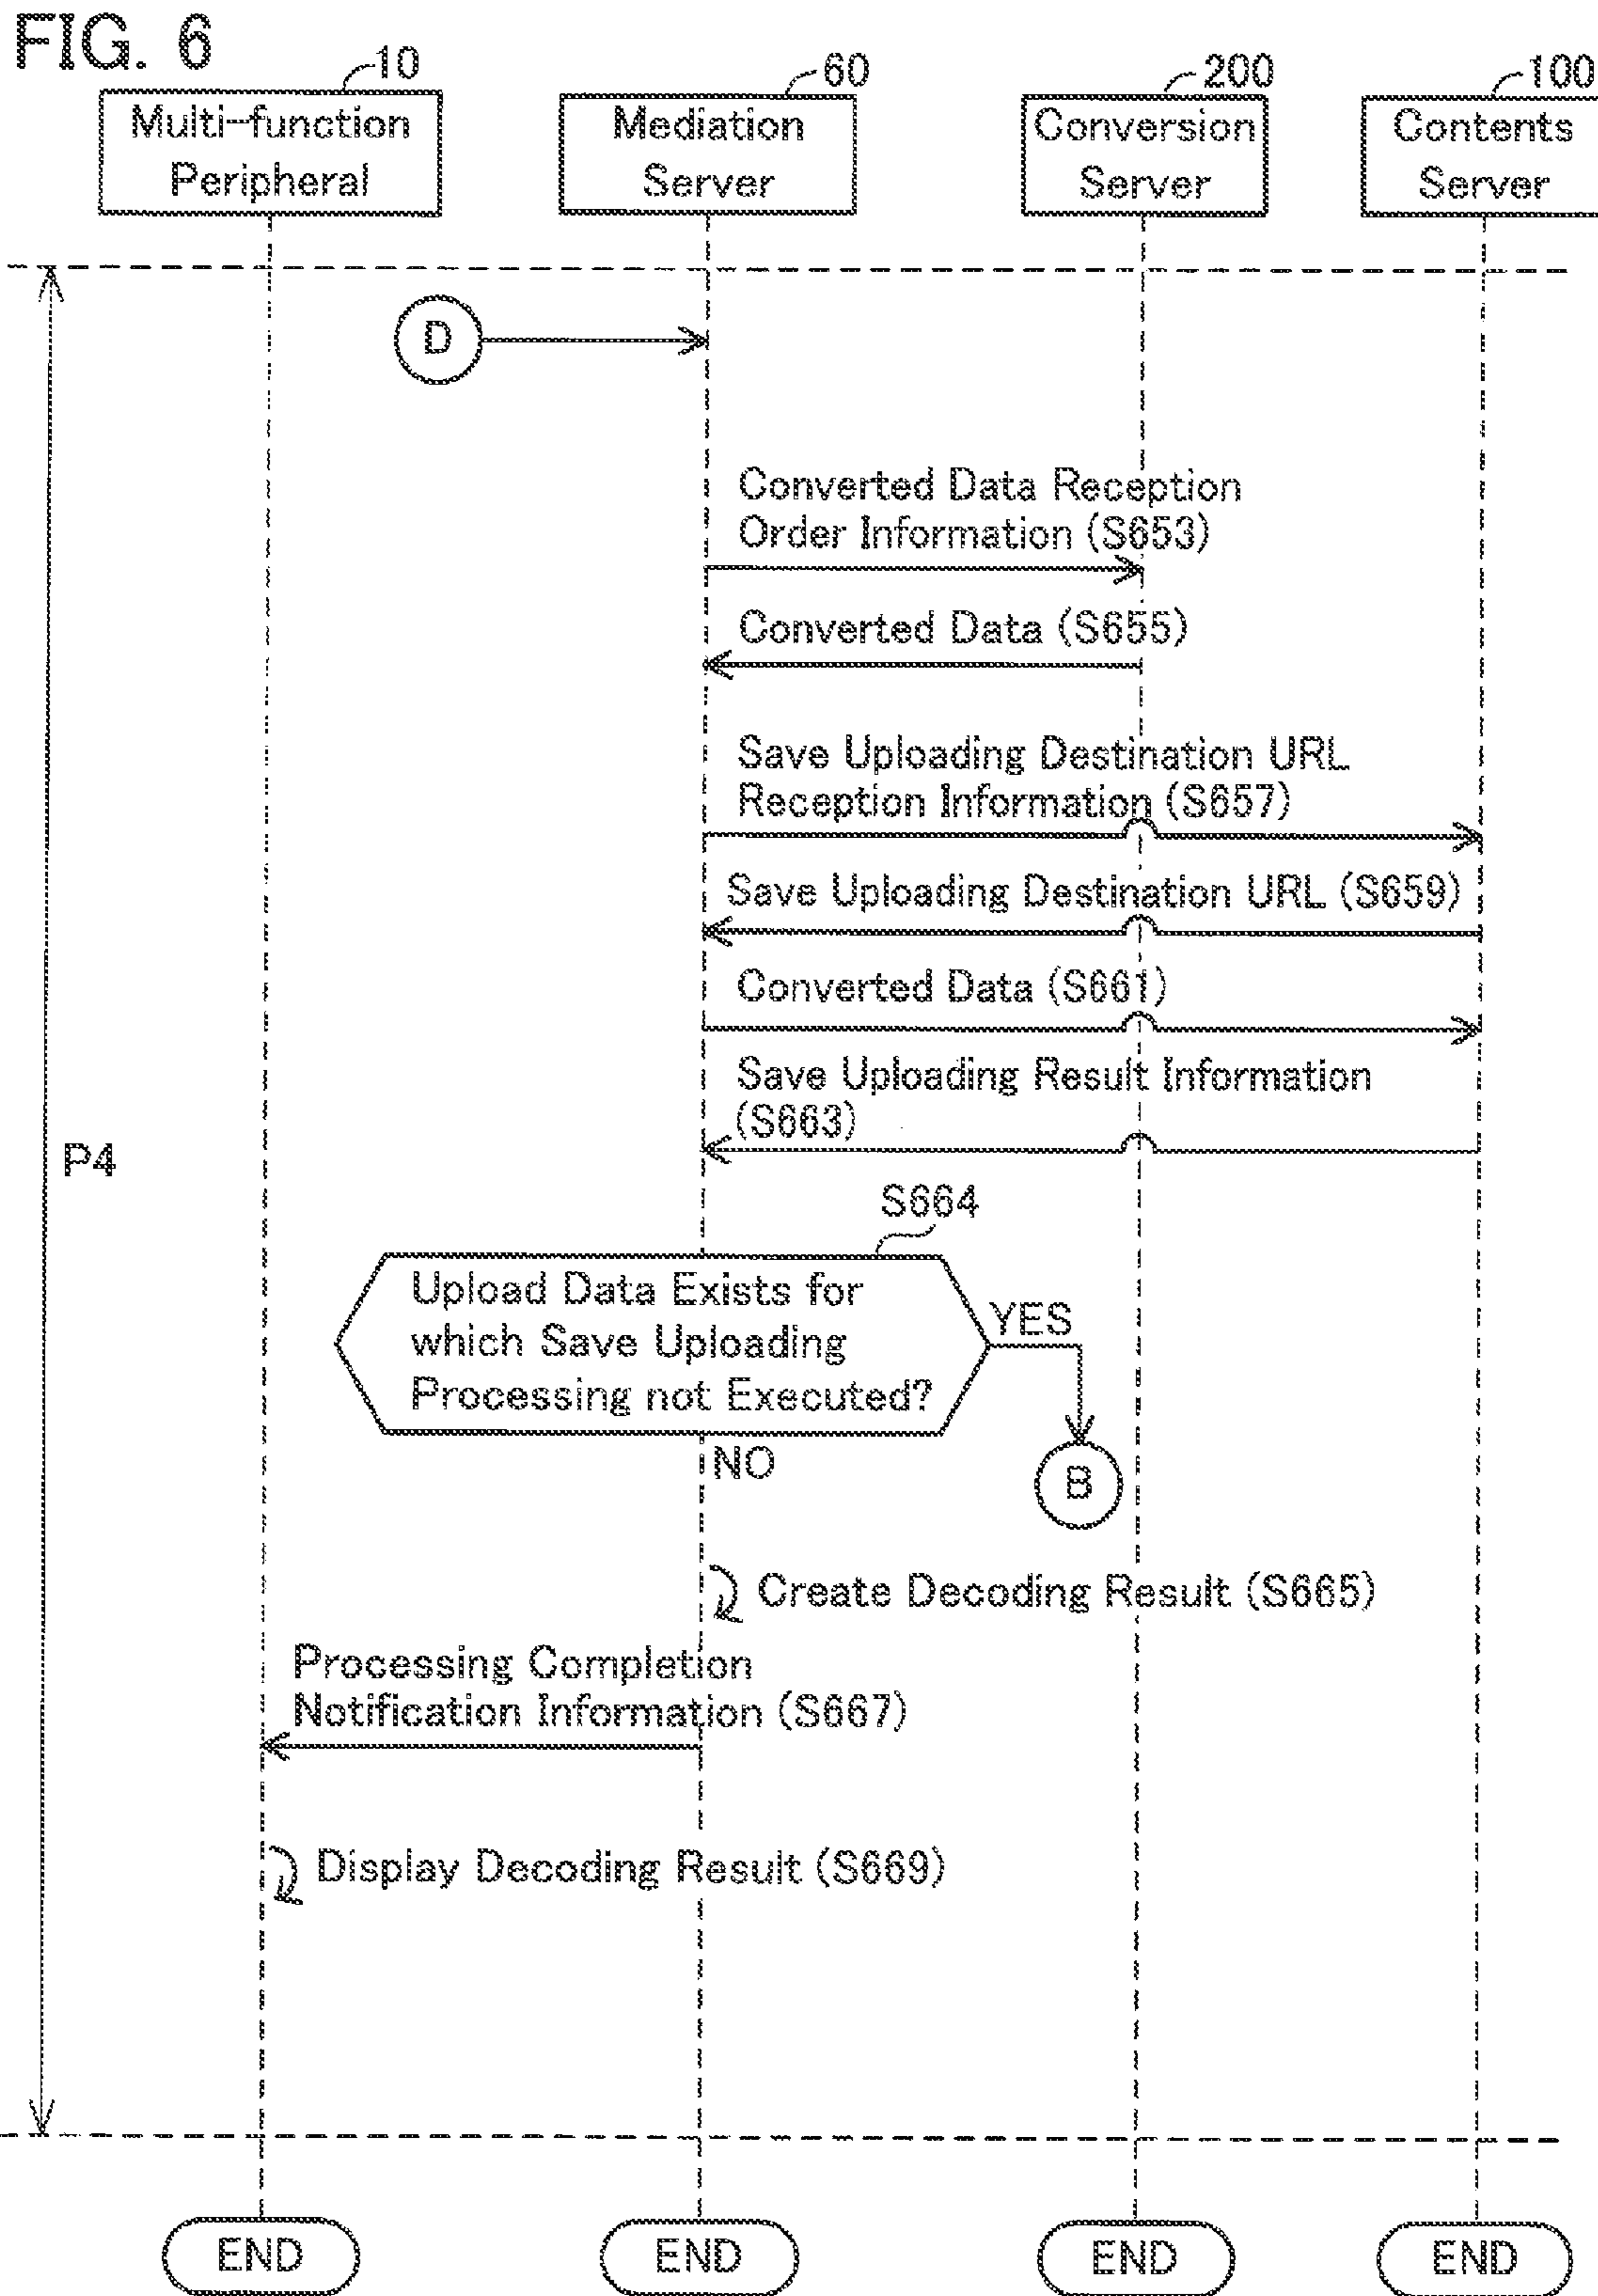 FIG. 6
10
60
200
100
Multi-function
Peripheral
Mediation
Server
Conversion
Server
Contents
Server
D
Converted Data Reception
Order Information (S653)
Converted Data (S655)
Save Uploading Destination URL
Reception Information (S657)
Save Uploading Destination URL (S659)
Converted Data (S661)
Save Uploading Result Information
(S663)
P4
S664
Upload Data Exists for
which Save Uploading
Processing not Executed?
YES
NO
B
Create Decoding Result (S665)
Processing Completion
Notification Information (S667)
Display Decoding Result (S669)
END
END
END
END